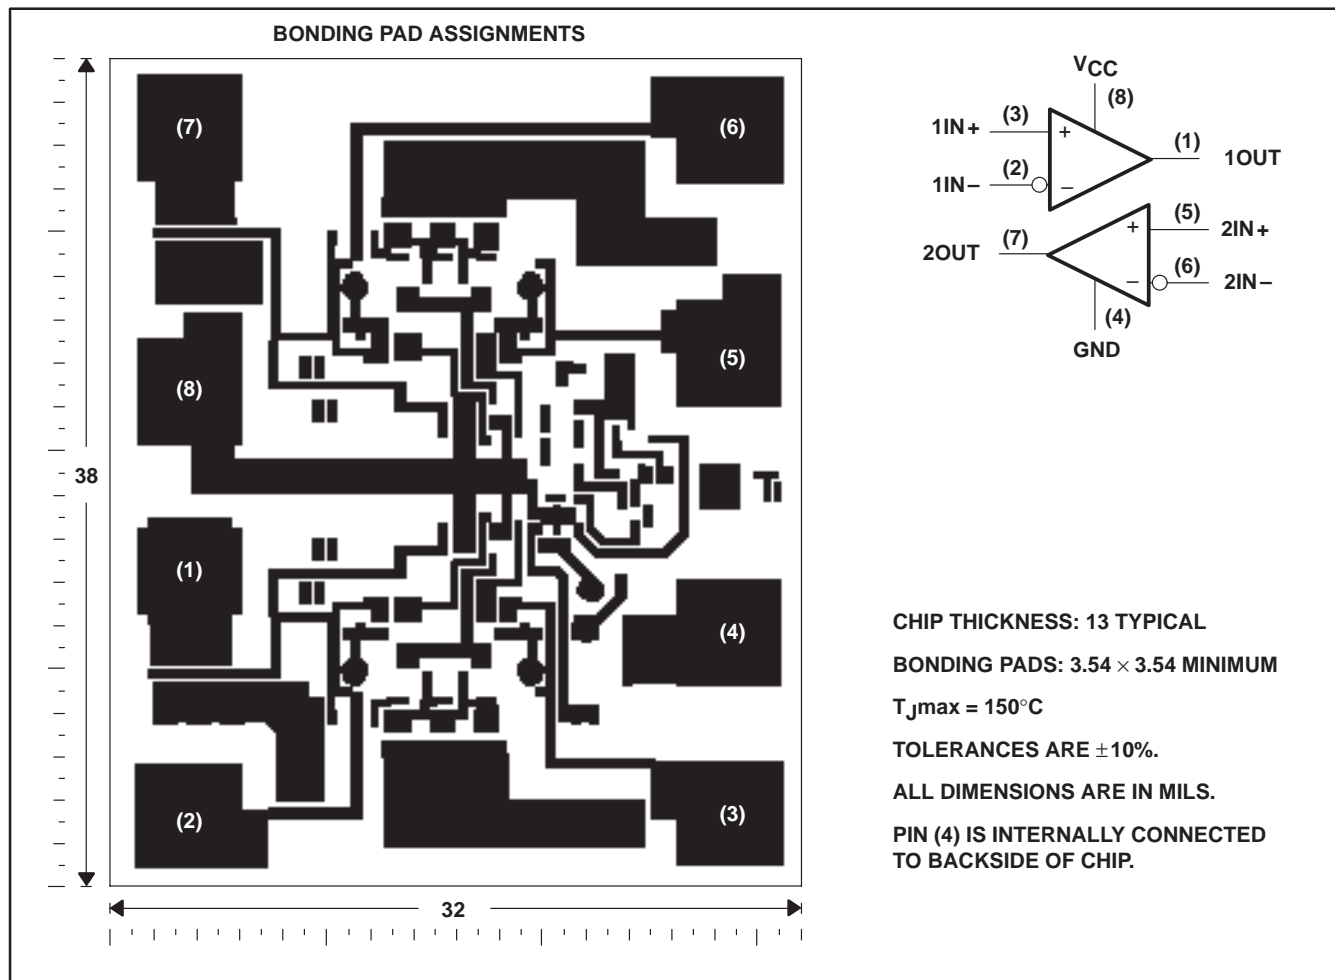 BONDING PAD ASSIGNMENTS
(7)
(6)
(5)
(8)
38
TI
(1)
(4)
(2)
(3)
32
VCC
(8)
1IN+
(3)
+
(1)
1OUT
1IN−
(2)
−
(5)
2IN+
+
2OUT
(7)
(6)
2IN−
−
(4)
GND
CHIP THICKNESS: 13 TYPICAL
BONDING PADS: 3.54 × 3.54 MINIMUM
TJmax = 150°C
TOLERANCES ARE ±10%.
ALL DIMENSIONS ARE IN MILS.
PIN (4) IS INTERNALLY CONNECTED
TO BACKSIDE OF CHIP.